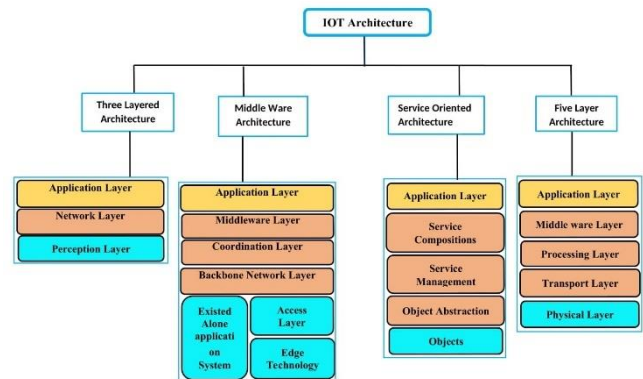 IOT Architecture
Three Layered
Architecture
Middle Ware
Architecture
Service Oriented
Architecture
Five Layer
Architecture
Application Layer
Network Layer
Perception Layer
Application Layer
Middleware Layer
Coordination Layer
Backbone Network Layer
Existed
Alone
applicati
on
System
Access
Layer
Edge
Technology
Application Layer
Service
Compositions
Service
Management
Object Abstraction
Objects
Application Layer
Middle ware Layer
Processing Layer
Transport Layer
Physical Layer